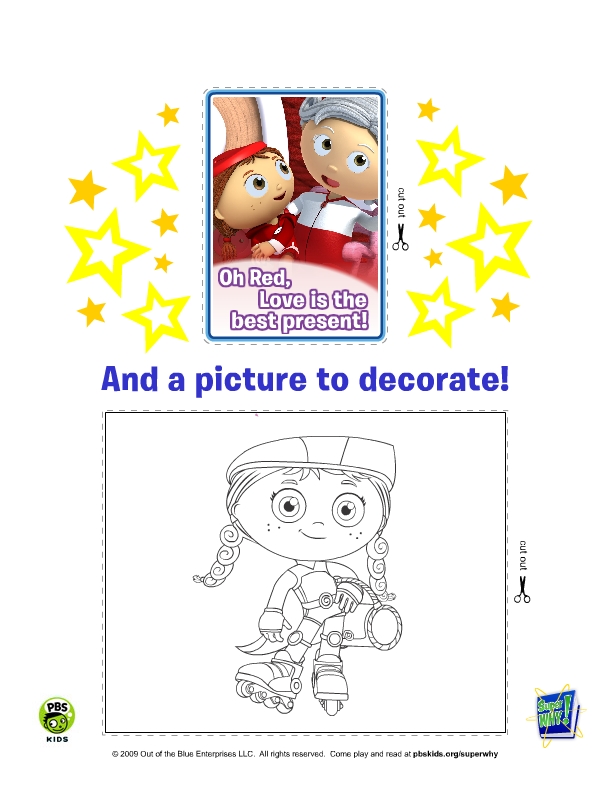 cut out
Oh Red,
Love is the
best present!
And a picture to decorate!
cut out
PBS
KIDS
SUPER
WHY!
© 2009 Out of the Blue Enterprises LLC.  All rights reserved.  Come play and read at pbskids.org/superwhy